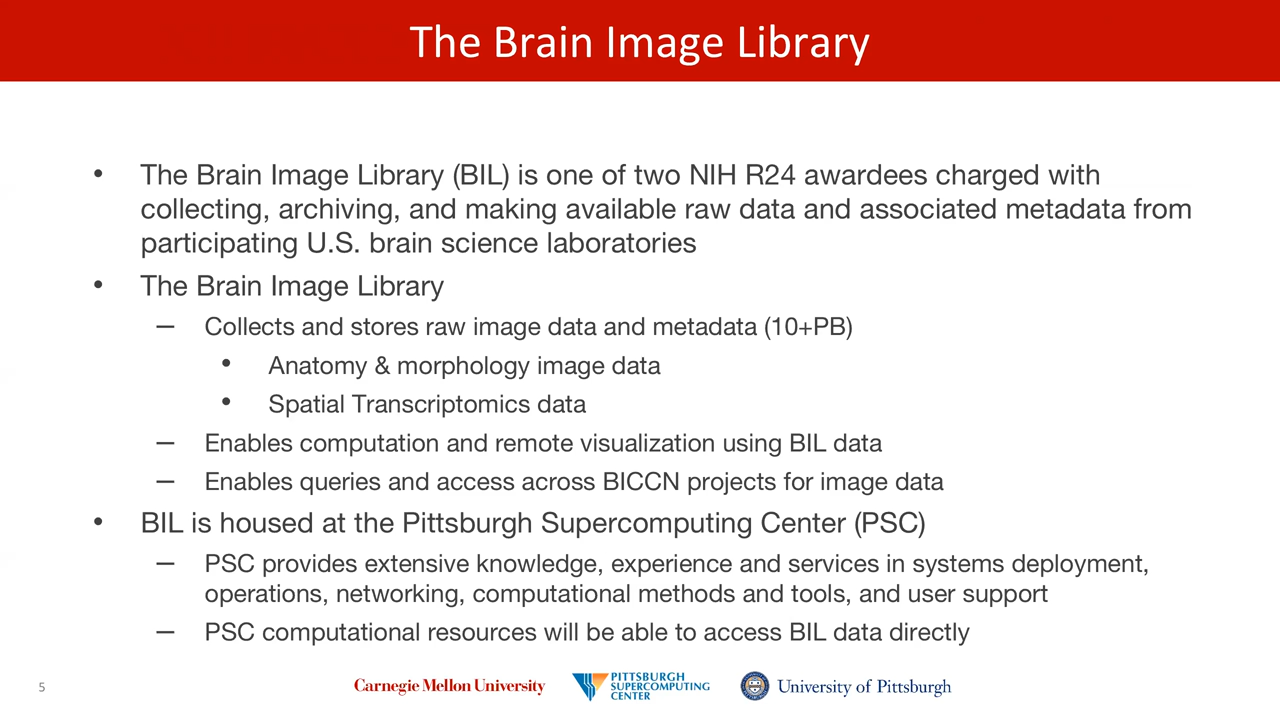 The Brain Image Library
• The Brain Image Library (BIL) is one of two NIH R24 awardees charged with
collecting, archiving, and making available raw data and associated metadata from
participating U.S. brain science laboratories
• The Brain Image Library
– Collects and stores raw image data and metadata (10+PB)
• Anatomy & morphology image data
• Spatial Transcriptomics data
– Enables computation and remote visualization using BIL data
– Enables queries and access across BICCN projects for image data
• BIL is housed at the Pittsburgh Supercomputing Center (PSC)
– PSC provides extensive knowledge, experience and services in systems deployment,
operations, networking, computational methods and tools, and user support
– PSC computational resources will be able to access BIL data directly
5
Carnegie Mellon University
PITTSBURGH
SUPERCOMPUTING
CENTER
University of Pittsburgh